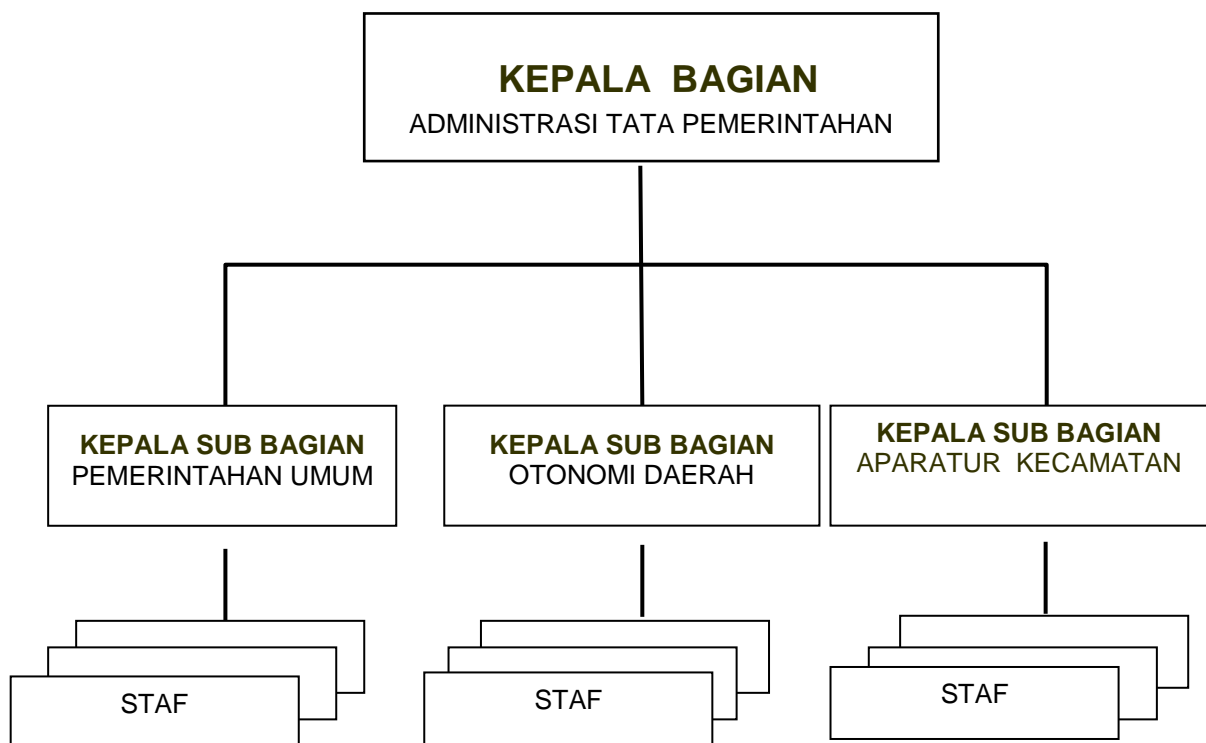 KEPALA BAGIAN
ADMINISTRASI TATA PEMERINTAHAN
KEPALA SUB BAGIAN
PEMERINTAHAN UMUM
KEPALA SUB BAGIAN
OTONOMI DAERAH
KEPALA SUB BAGIAN
APARATUR KECAMATAN
STAF
STAF
STAF